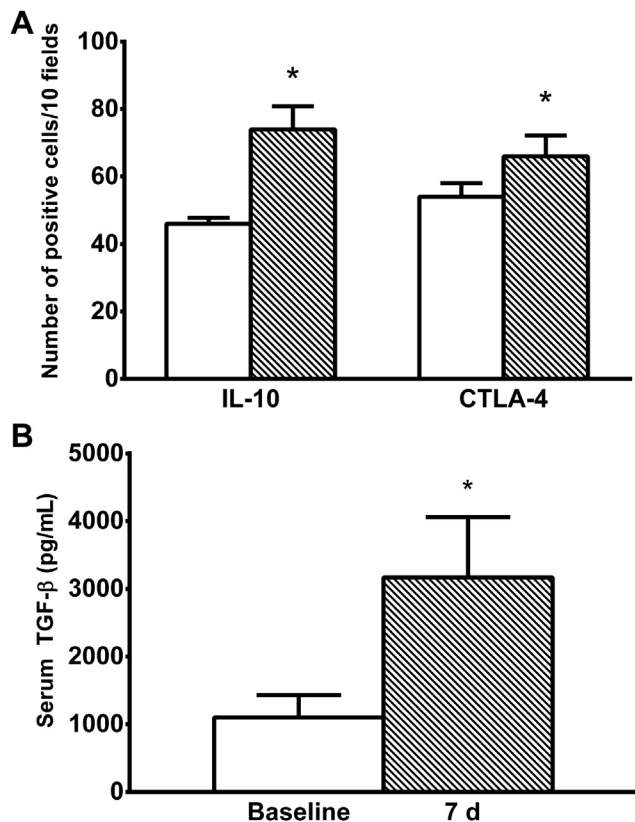 A
Number of positive cells/10 fields
100
80
60
40
20
0
*
*
IL-10
CTLA-4
B
Serum TGF-β (pg/mL)
5000
4000
3000
2000
1000
0
*
Baseline
7 d